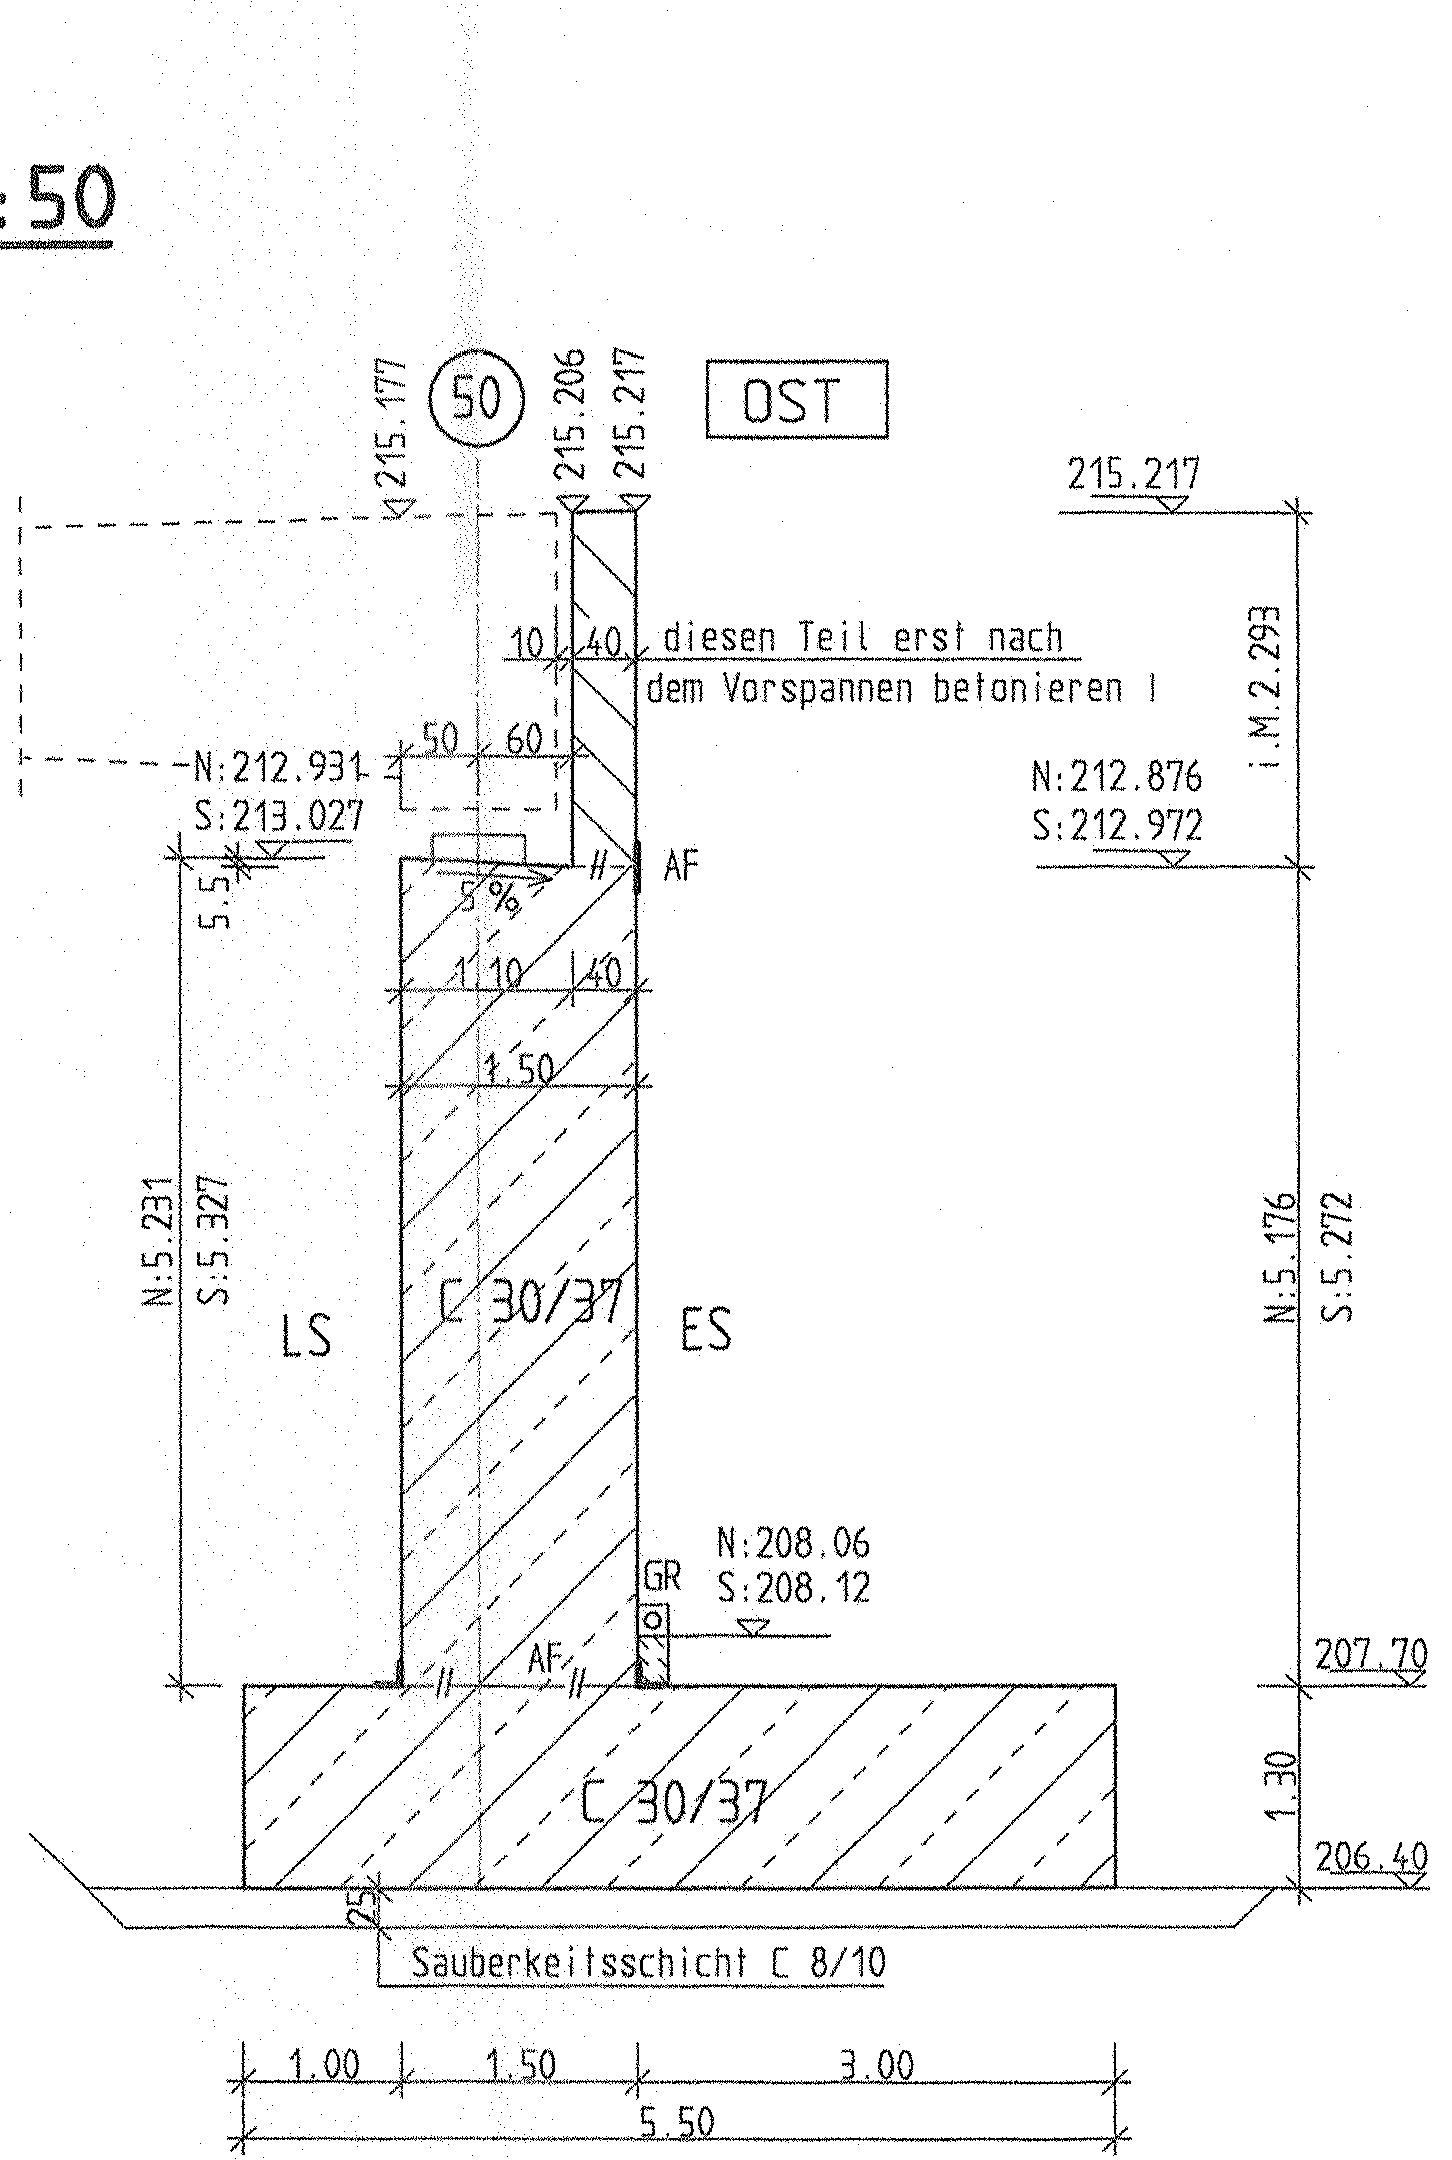 :50
215.177
50
215.206
215.217
OST
215.217
10
40
diesen Teil erst nach
dem Vorspannen betonieren !
i.M.2.293
50
60
N:212.931
S:213.027
N:212.876
S:212.972
AF
5.5
5 %
1.10
40
1.50
N:5.231
S:5.327
N:5.176
S:5.272
C 30/37
LS
ES
N:208.06
S:208.12
GR
AF
207.70
C 30/37
1.30
206.40
25
Sauberkeitsschicht C 8/10
1.00
1.50
3.00
5.50